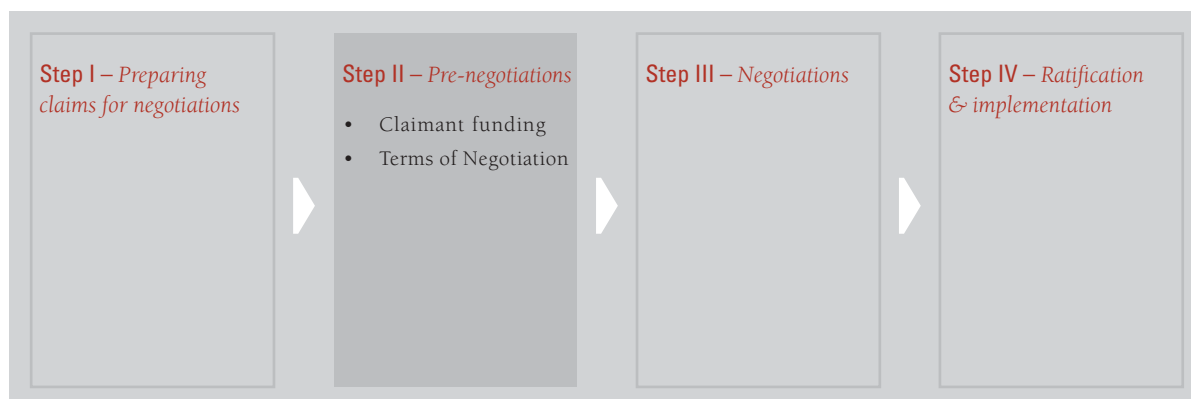 Step I – Preparing
claims for negotiations
Step II – Pre-negotiations
• Claimant funding
• Terms of Negotiation
Step III – Negotiations
Step IV – Ratification
& implementation